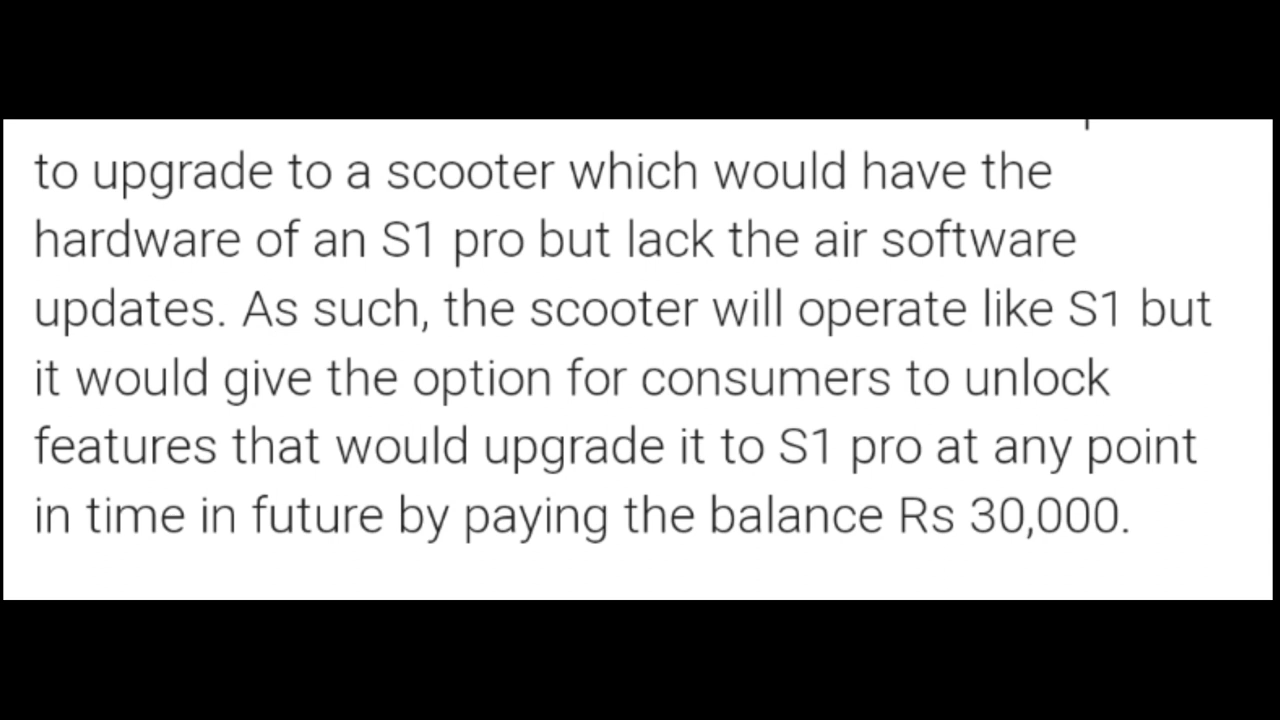 to upgrade to a scooter which would have the
hardware of an S1 pro but lack the air software
updates. As such, the scooter will operate like S1 but
it would give the option for consumers to unlock
features that would upgrade it to S1 pro at any point
in time in future by paying the balance Rs 30,000.